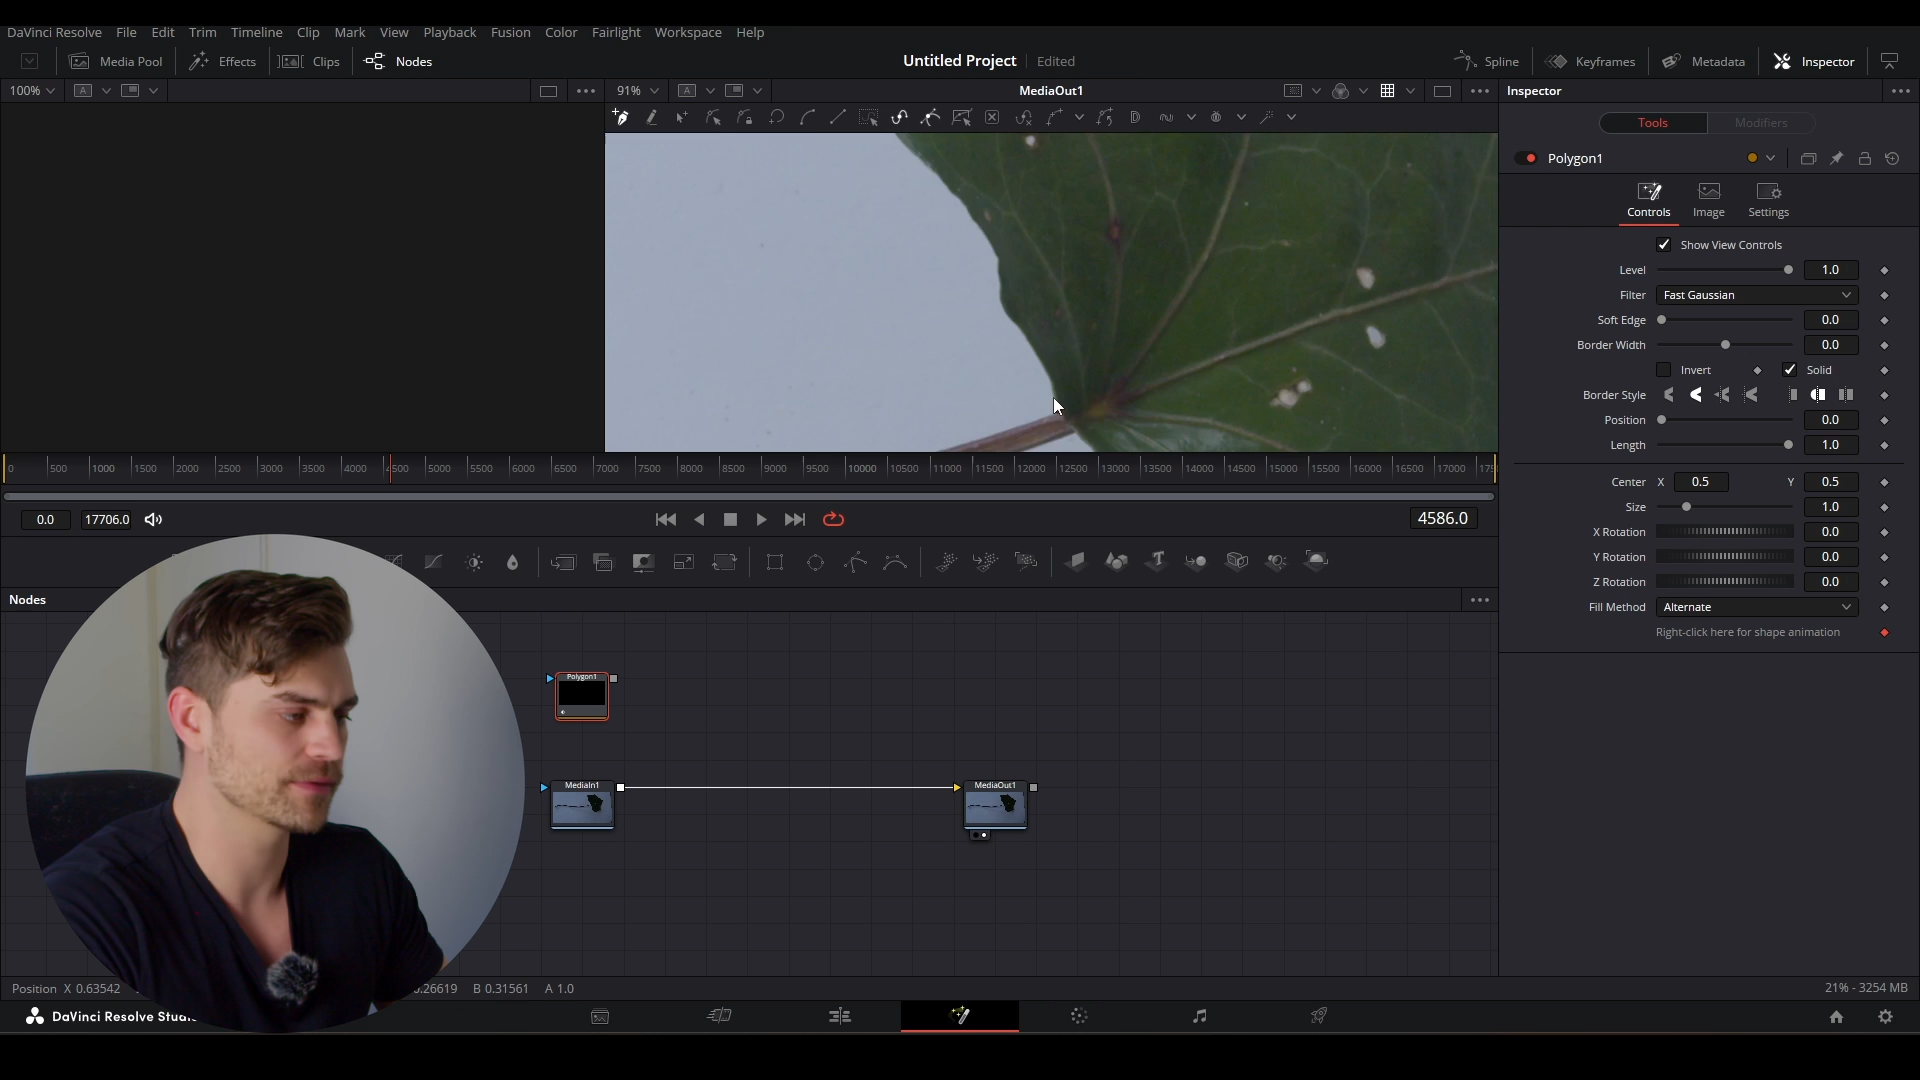 DaVinci Resolve File Edit Trim Timeline Clip Mark View Playback Fusion Color Fairlight Workspace Help
Media Pool Effects Clips Nodes Untitled Project Edited Spline Keyframes Metadata Inspector
100% A 91% A MediaOut1 Inspector
Tools Modifiers
Polygon1
Controls Image Settings
Show View Controls
Level 1.0
Filter Fast Gaussian
Soft Edge 0.0
Border Width 0.0
Invert Solid
Border Style
Position 0.0
Length 1.0
0 500 1000 1500 2000 2500 3000 3500 4000 4500 5000 5500 6000 6500 7000 7500 8000 8500 9000 9500 10000 10500 11000 11500 12000 12500 13000 13500 14000 14500 15000 15500 16000 16500 17000
Center X 0.5 Y 0.5
Size 1.0
0.0 17706.0 4586.0
X Rotation 0.0
Y Rotation 0.0
Z Rotation 0.0
Fill Method Alternate
Right-click here for shape animation
Nodes
Polygon1
MediaIn1 MediaOut1
Position X 0.63542 0.26619 B 0.31561 A 1.0 21% - 3254 MB
DaVinci Resolve